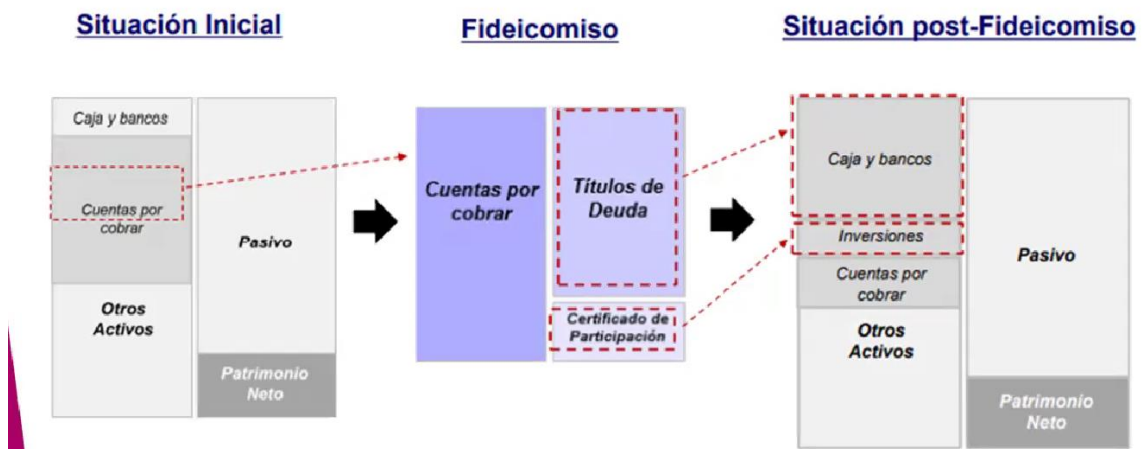 Situación Inicial
Fideicomiso
Situación post-Fideicomiso
Caja y bancos
Cuentas por
cobrar
Otros
Activos
Pasivo
Patrimonio
Neto
Cuentas por
cobrar
Títulos de
Deuda
Certificado de
Participación
Caja y bancos
Inversiones
Cuentas por
cobrar
Otros
Activos
Pasivo
Patrimonio
Neto